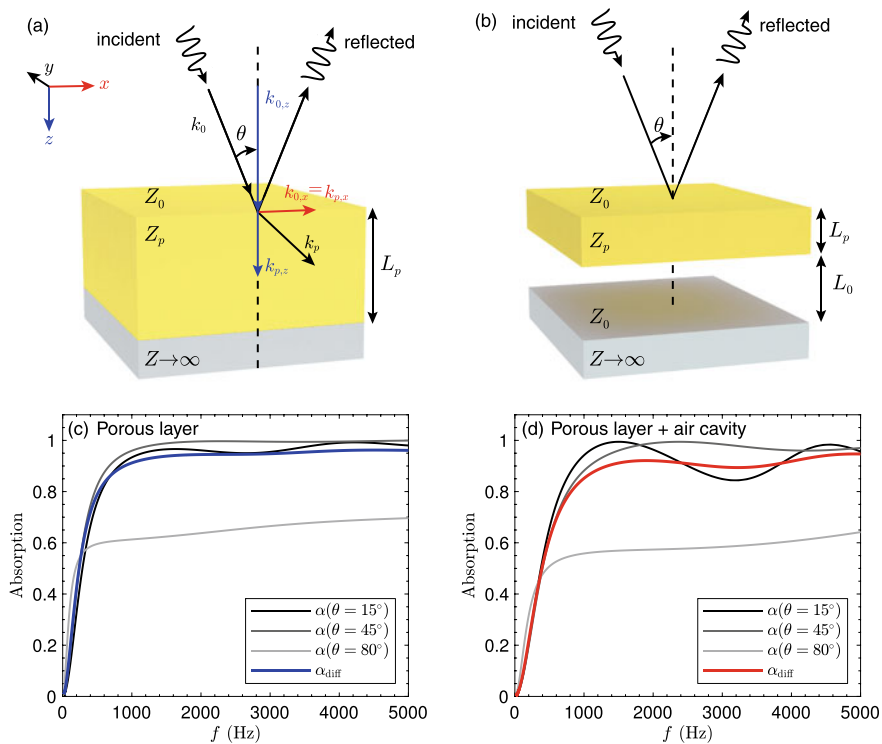 (a)
incident
reflected
y
x
z
k₀
θ
k₀,z
Z₀
k₀,x=kₚ,x
Zₚ
kₚ
kₚ,z
Lₚ
Z→∞
(b)
incident
reflected
θ
Z₀
Zₚ
Lₚ
L₀
Z₀
Z→∞
(c) Porous layer
Absorption
1
0.8
0.6
0.4
0.2
0
0 1000 2000 3000 4000 5000
f (Hz)
α(θ = 15°)
α(θ = 45°)
α(θ = 80°)
α_diff
(d) Porous layer + air cavity
Absorption
1
0.8
0.6
0.4
0.2
0
0 1000 2000 3000 4000 5000
f (Hz)
α(θ = 15°)
α(θ = 45°)
α(θ = 80°)
α_diff